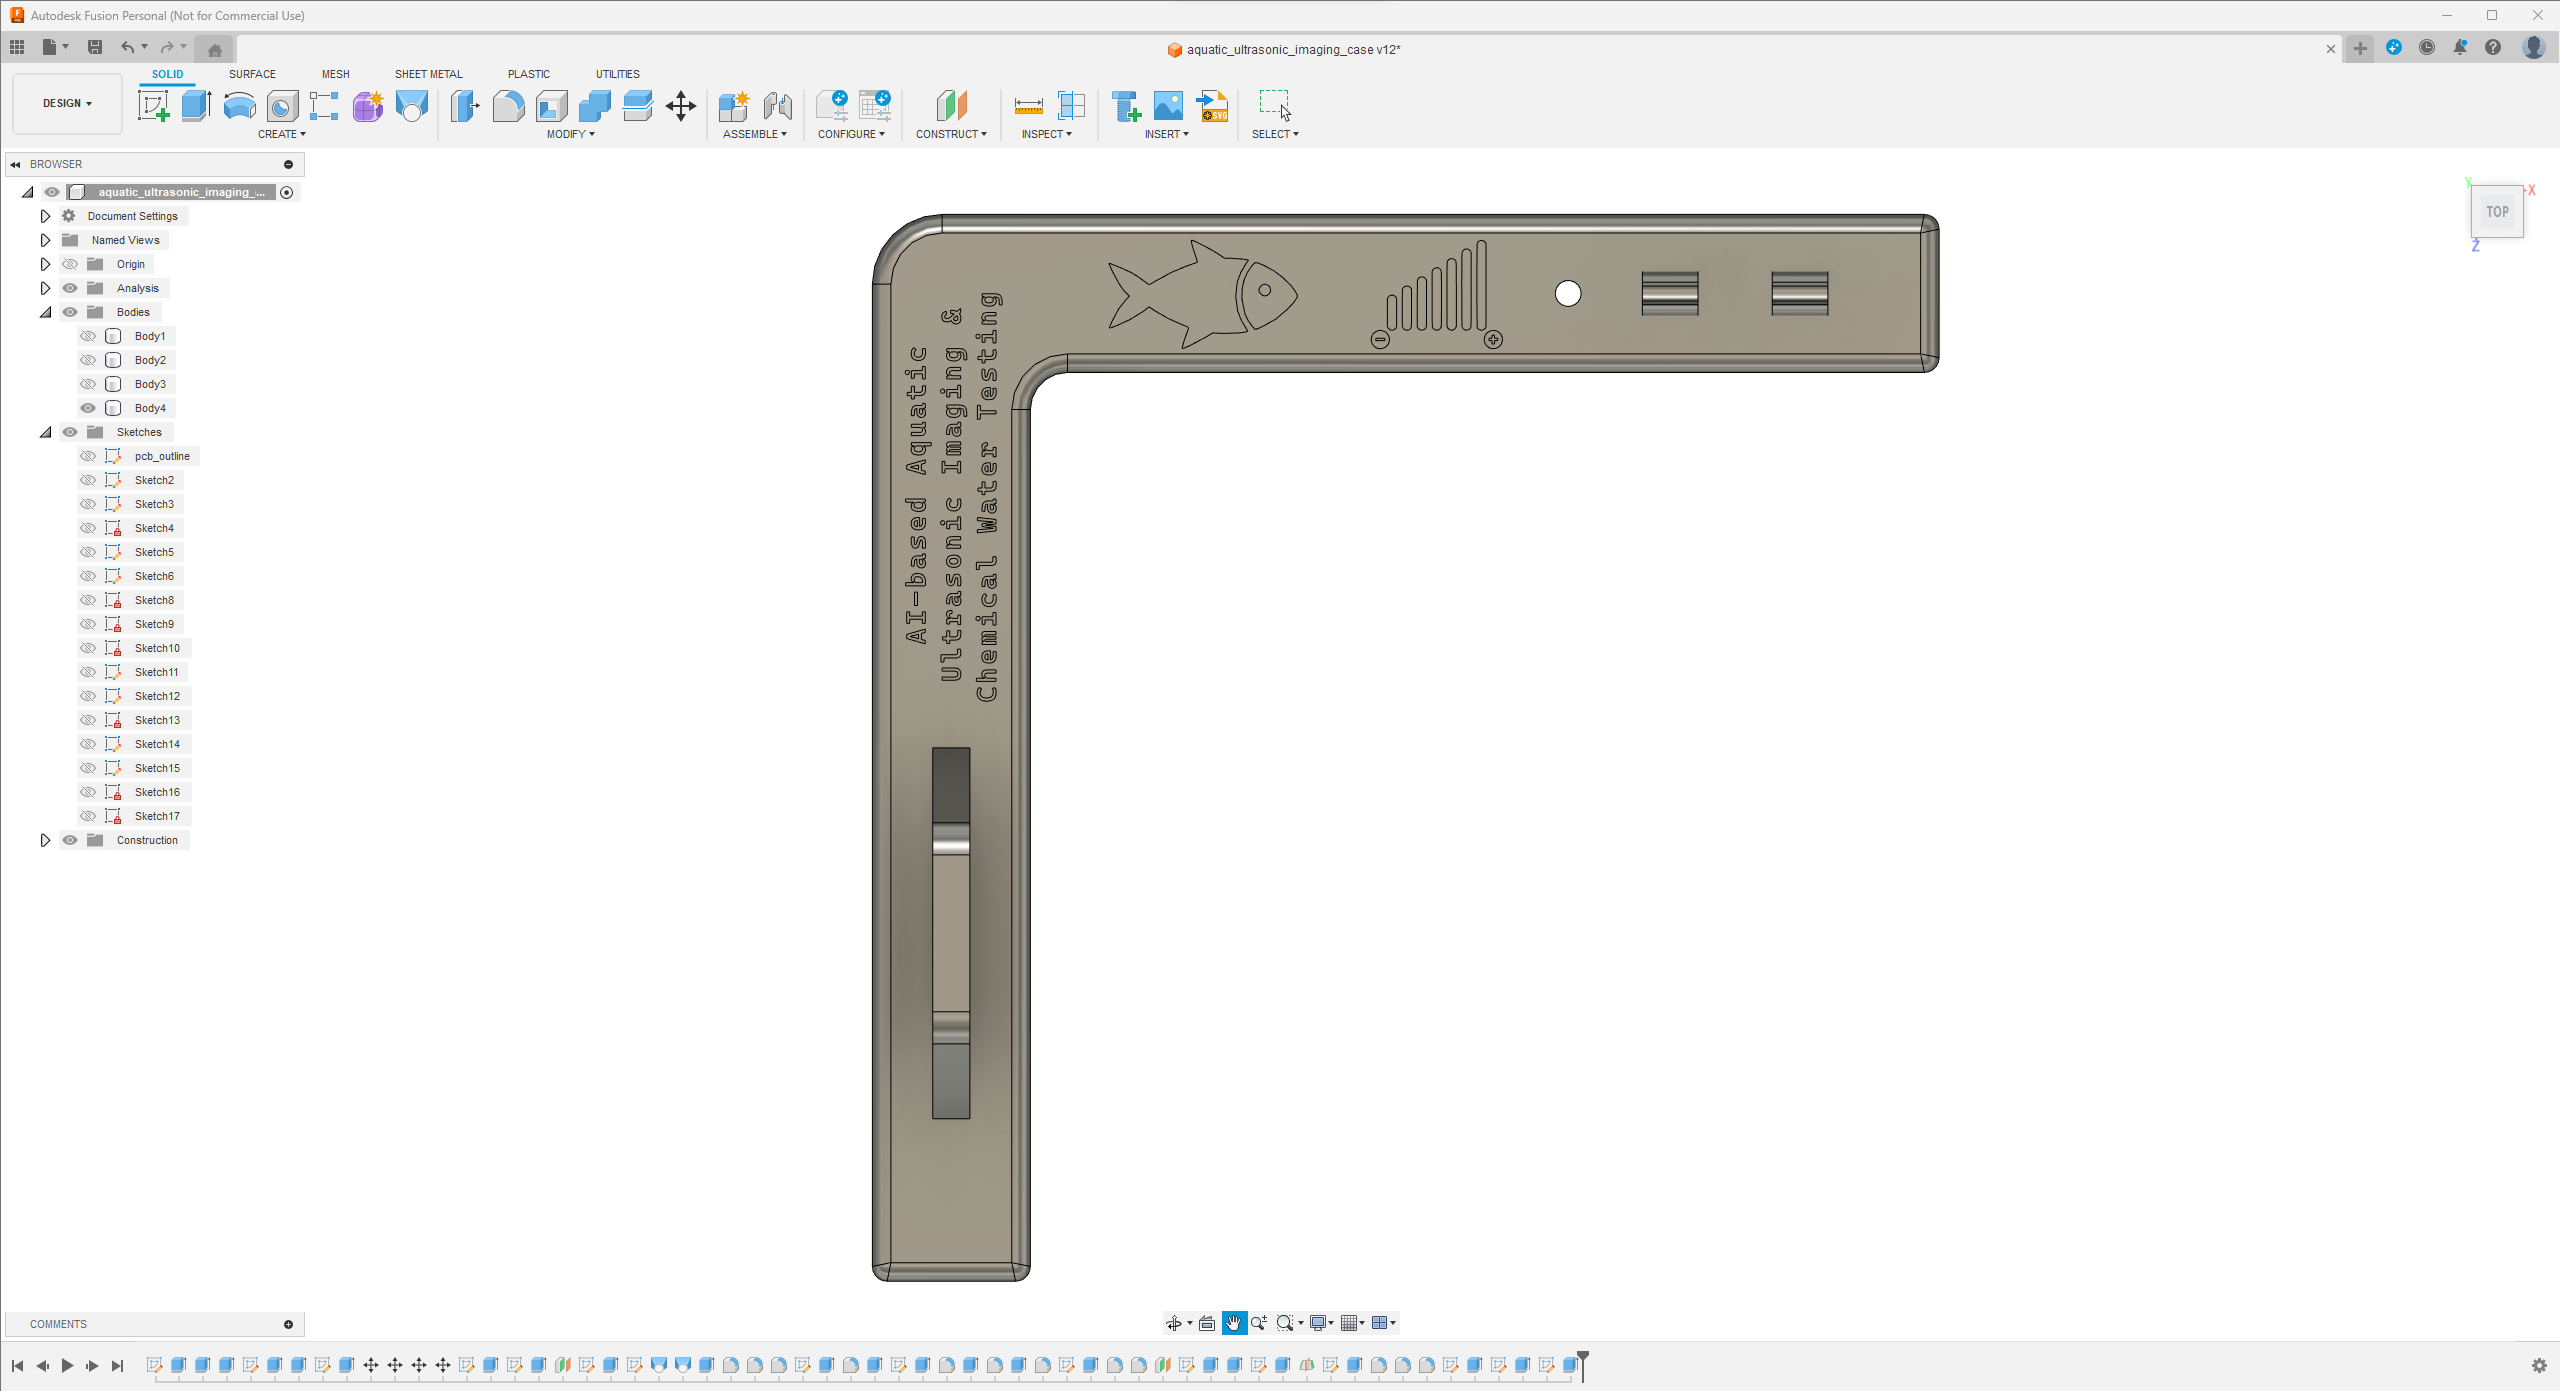 Autodesk Fusion Personal (Not for Commercial Use)
aquatic_ultrasonic_imaging_case v12*
SOLID SURFACE MESH SHEET METAL PLASTIC UTILITIES
DESIGN
CREATE MODIFY ASSEMBLE CONFIGURE CONSTRUCT INSPECT INSERT SELECT
BROWSER
aquatic_ultrasonic_imaging_...
Document Settings
Named Views
Origin
Analysis
Bodies
Body1
Body2
Body3
Body4
Sketches
pcb_outline
Sketch2
Sketch3
Sketch4
Sketch5
Sketch6
Sketch8
Sketch9
Sketch10
Sketch11
Sketch12
Sketch13
Sketch14
Sketch15
Sketch16
Sketch17
Construction
AI-based Aquatic
Ultrasonic Imaging &
Chemical Water Testing
Y
X
TOP
Z
COMMENTS